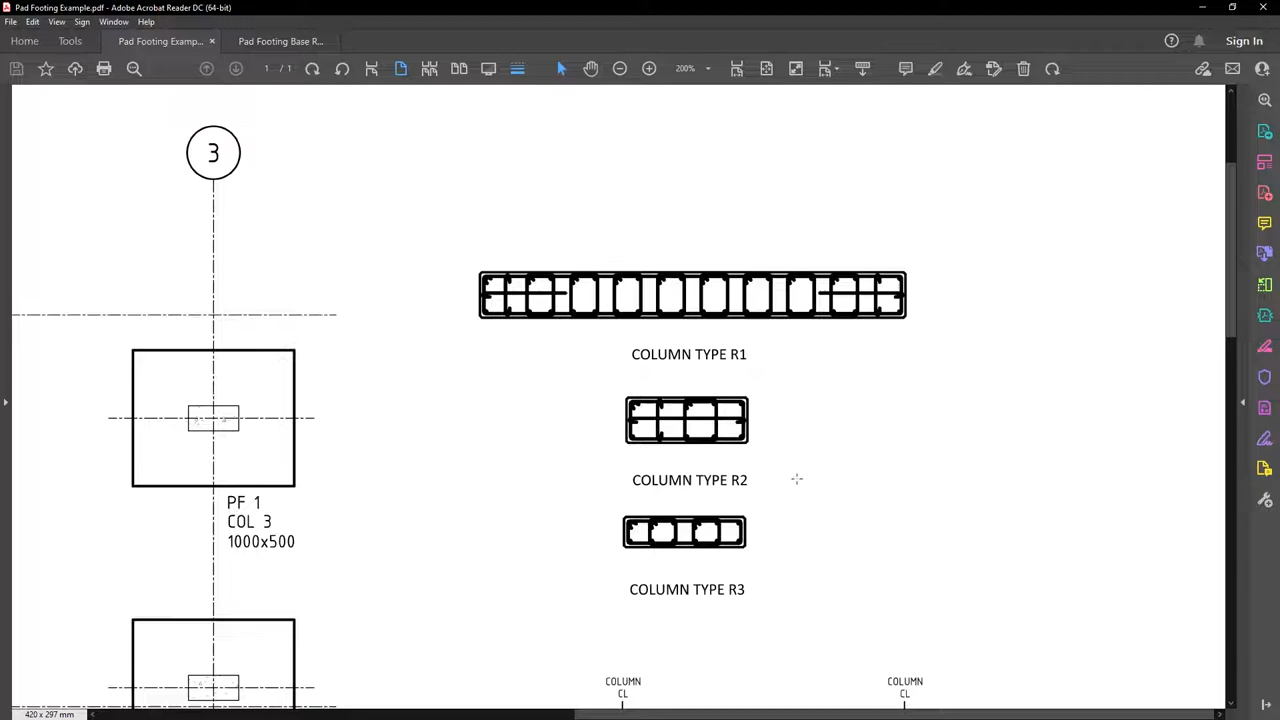 Pad Footing Example.pdf - Adobe Acrobat Reader DC (64-bit)
File Edit View Sign Window Help
Home Tools Pad Footing Examp... × Pad Footing Base R...
Sign In
1 / 1 200%
3
COLUMN TYPE R1
COLUMN TYPE R2
PF 1
COL 3
1000x500
COLUMN TYPE R3
COLUMN
CL
COLUMN
CL
420 x 297 mm